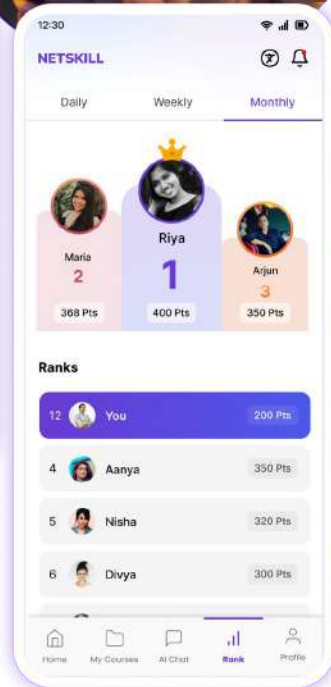 12:30
NETSKILL
Daily Weekly Monthly
Riya
1
400 Pts
Maria
2
368 Pts
Arjun
3
350 Pts
Ranks
12 You 200 Pts
4 Aanya 350 Pts
5 Nisha 320 Pts
6 Divya 300 Pts
Home My Courses AI Chat Rank Profile